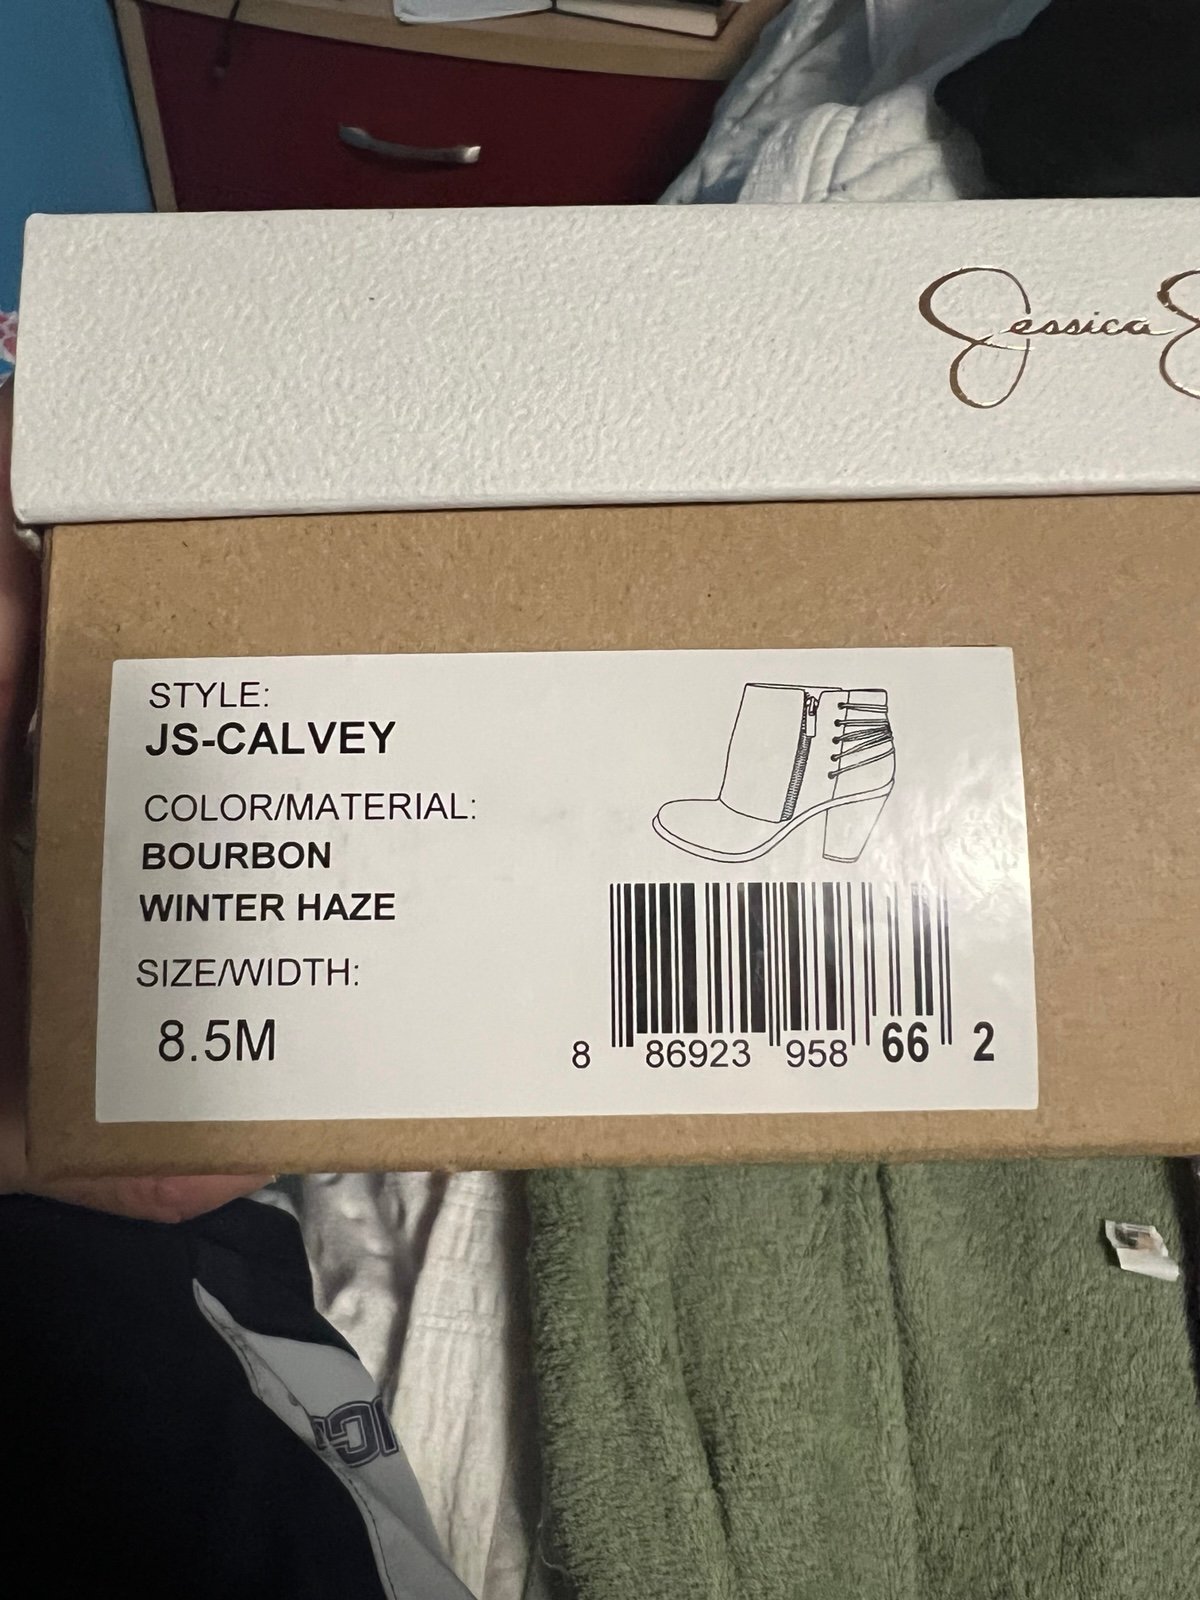 Jessica S
STYLE:
JS-CALVEY
COLOR/MATERIAL:
BOURBON
WINTER HAZE
SIZE/WIDTH:
8.5M
8 86923 958 66 2